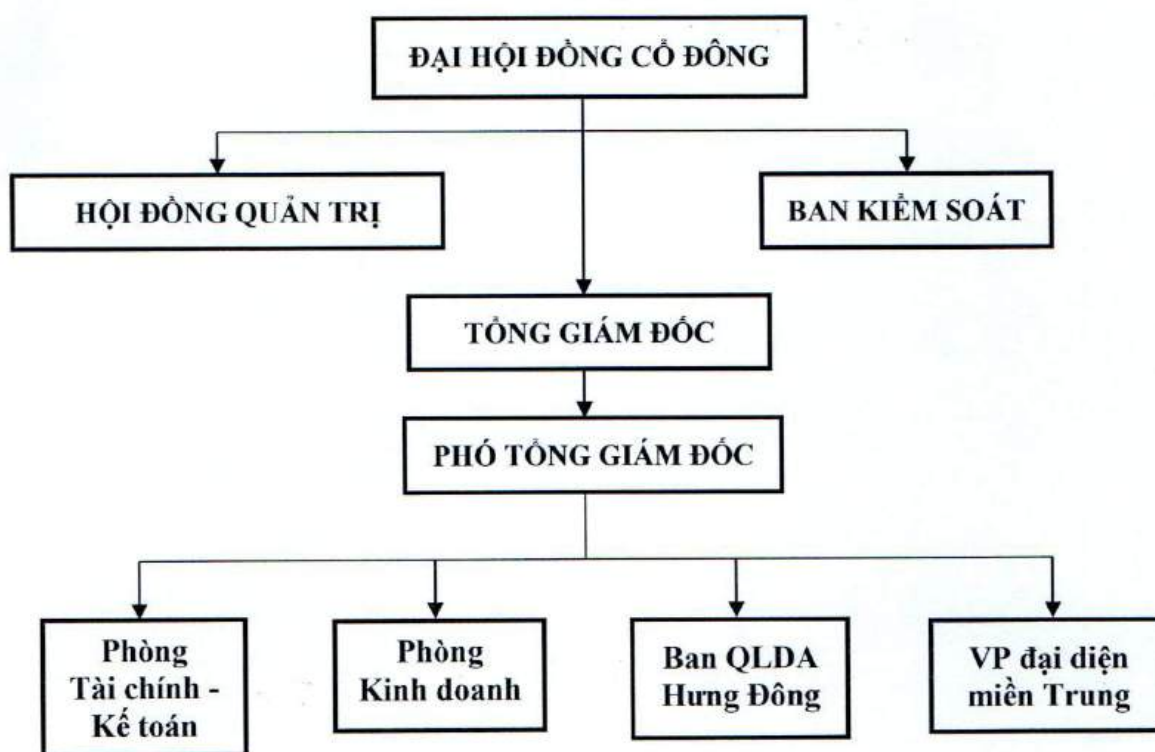 ĐẠI HỘI ĐỒNG CỔ ĐÔNG
HỘI ĐỒNG QUẢN TRỊ
BAN KIỂM SOÁT
TỔNG GIÁM ĐỐC
PHÓ TỔNG GIÁM ĐỐC
Phòng
Tài chính -
Kế toán
Phòng
Kinh doanh
Ban QLDA
Hưng Đông
VP đại diện
miền Trung